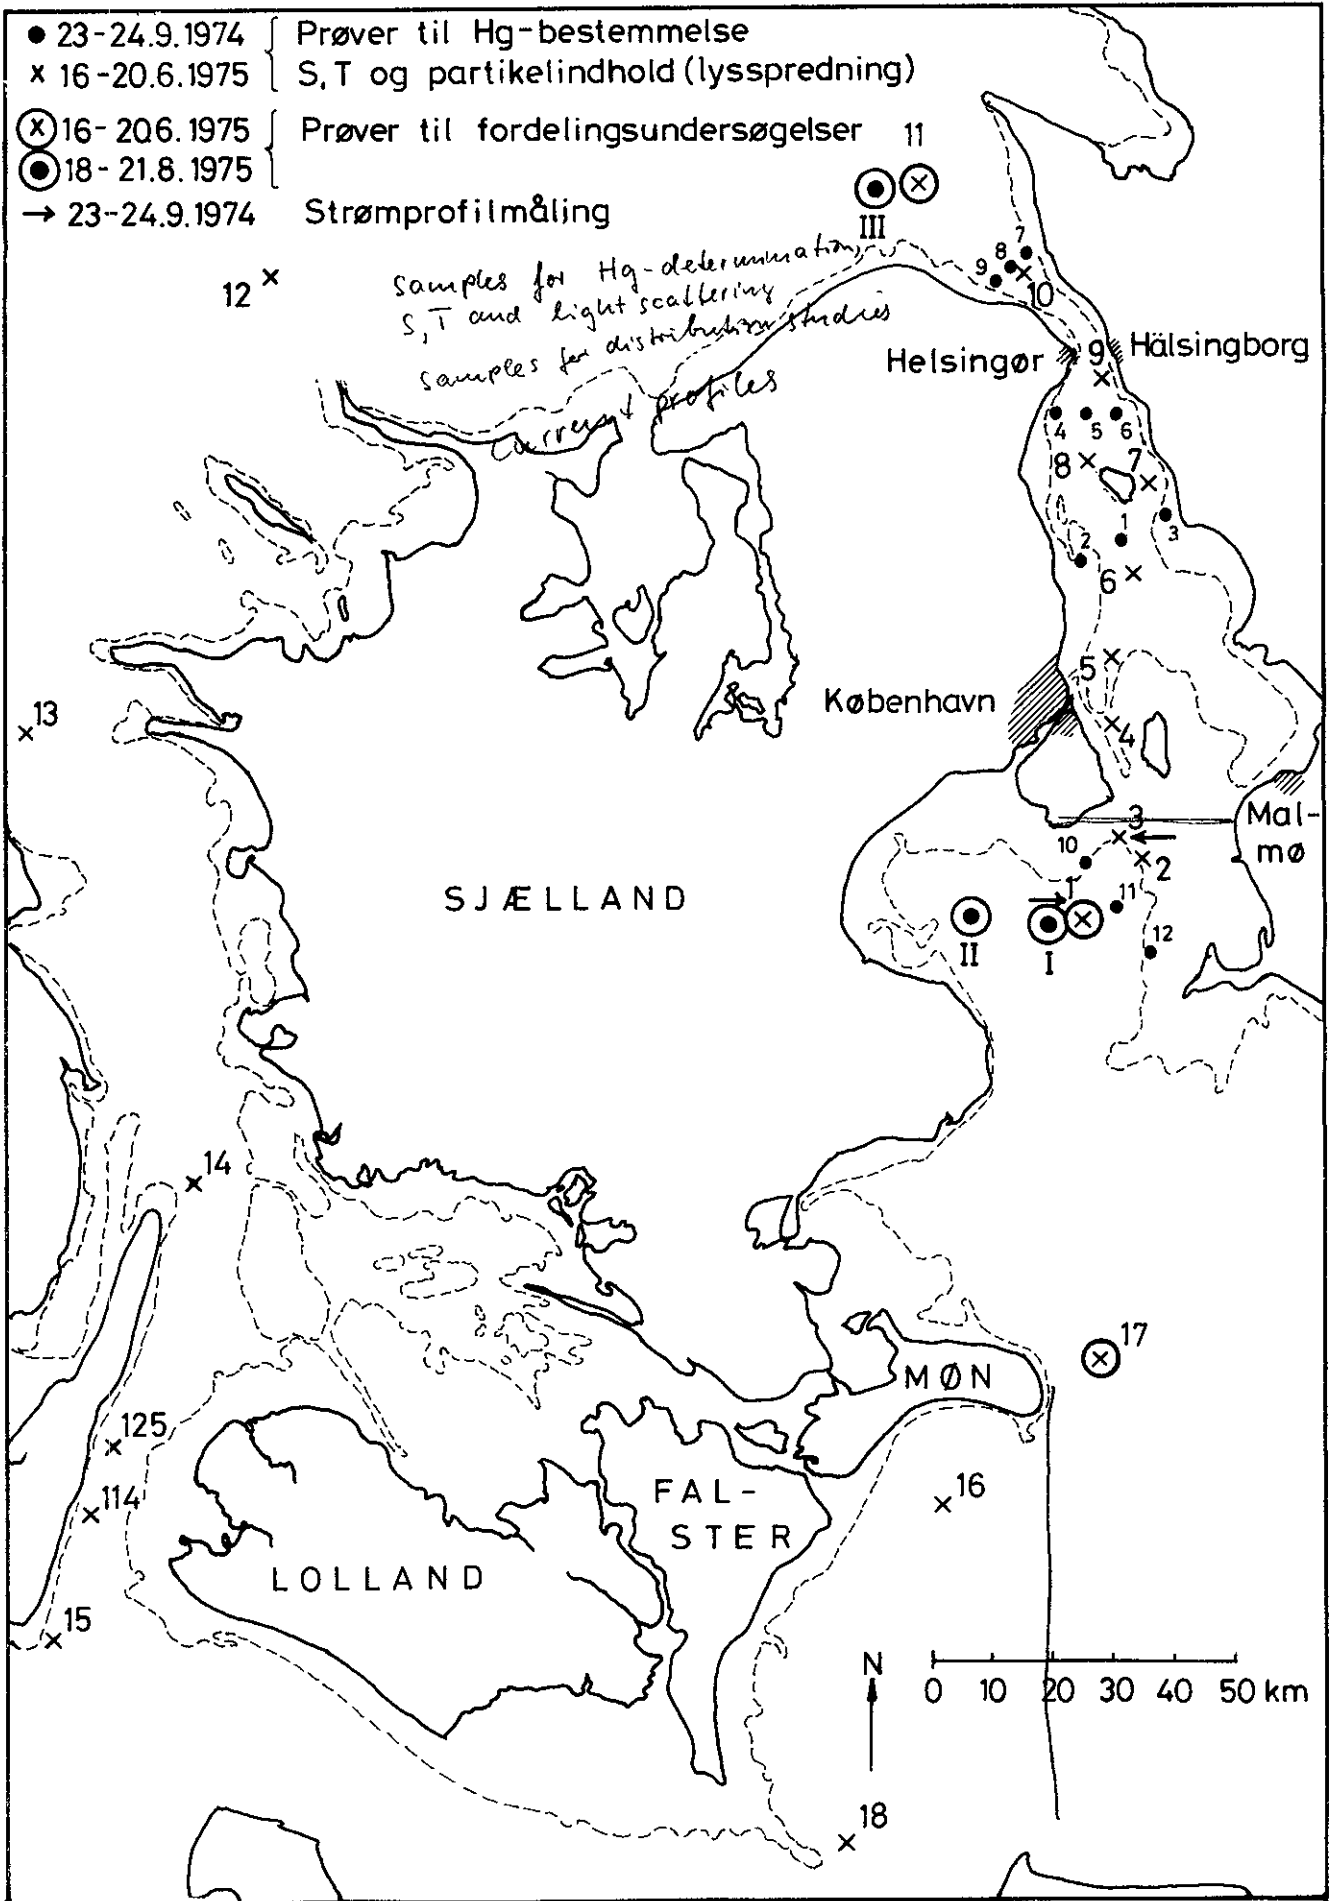 ● 23-24.9.1974 Prøver til Hg-bestemmelse
x 16-20.6.1975 S,T og partikelindhold (lysspredning)
ⓧ 16-20.6.1975 Prøver til fordelingsundersøgelser
18-21.8.1975
→ 23-24.9.1974 Strømprofilmåling
11
III
12
samples for Hg-determination
S,T and light scattering
samples for distribution studies
current profiles
7
8
9
10
Helsingør
9
Hälsingborg
4
5
6
8
7
1
3
2
6
5
København
4
13
3
Mal-
mø
10
2
SJÆLLAND
1
11
II
I
12
14
17
MØN
125
114
FAL-
STER
16
LOLLAND
15
N
0 10 20 30 40 50 km
18